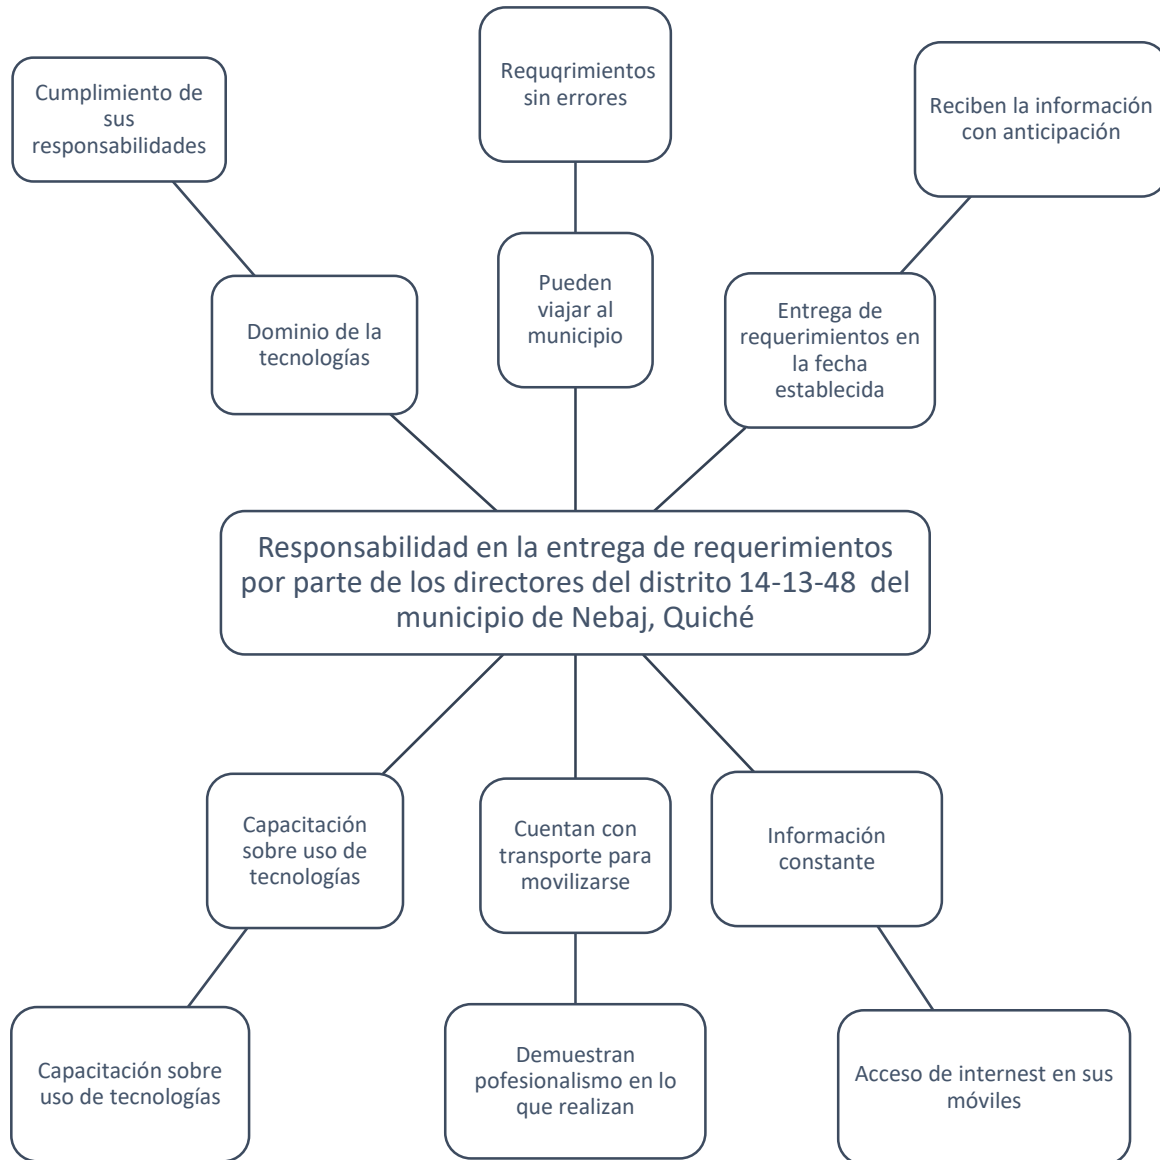 Requqrimientos
sin errores
Cumplimiento de
sus
responsabilidades
Reciben la información
con anticipación
Pueden
viajar al
municipio
Dominio de la
tecnologías
Entrega de
requerimientos en
la fecha
establecida
Responsabilidad en la entrega de requerimientos
por parte de los directores del distrito 14-13-48 del
municipio de Nebaj, Quiché
Capacitación
sobre uso de
tecnologías
Cuentan con
transporte para
movilizarse
Información
constante
Capacitación sobre
uso de tecnologías
Demuestran
pofesionalismo en lo
que realizan
Acceso de internest en sus
móviles